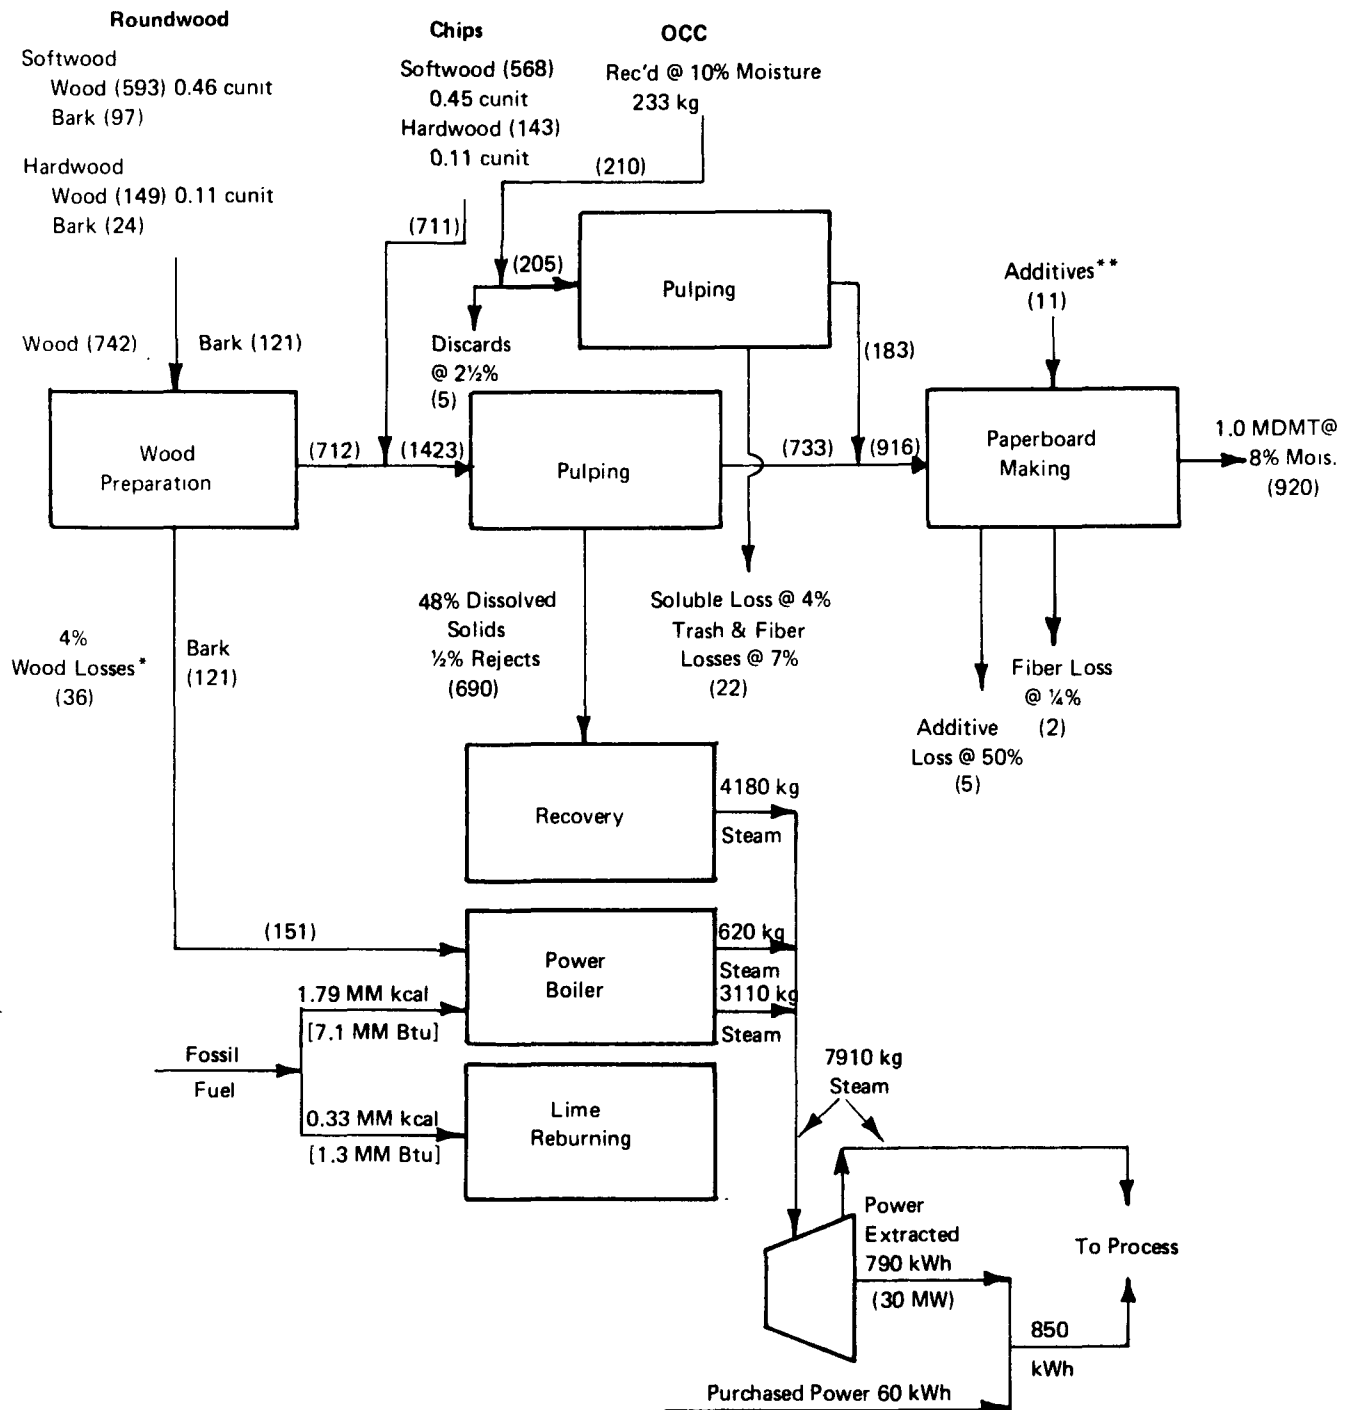 Roundwood
Softwood
Wood (593) 0.46 cunit
Bark (97)
Hardwood
Wood (149) 0.11 cunit
Bark (24)
Chips
Softwood (568)
0.45 cunit
Hardwood (143)
0.11 cunit
OCC
Rec'd @ 10% Moisture
233 kg
(210)
(711)
(205)
Pulping
Discards
@ 2½%
(5)
(183)
Additives**
(11)
Wood (742)
Bark (121)
Wood
Preparation
(712)
(1423)
Pulping
(733)
(916)
Paperboard
Making
1.0 MDMT@
8% Mois.
(920)
4%
Wood Losses*
(36)
Bark
(121)
48% Dissolved
Solids
½% Rejects
(690)
Soluble Loss @ 4%
Trash & Fiber
Losses @ 7%
(22)
Additive
Loss @ 50%
(5)
Fiber Loss
@ ¼%
(2)
Recovery
4180 kg
Steam
(151)
Power
Boiler
620 kg
Steam
3110 kg
Steam
Fossil
Fuel
1.79 MM kcal
[7.1 MM Btu]
0.33 MM kcal
[1.3 MM Btu]
Lime
Reburning
7910 kg
Steam
Power
Extracted
790 kWh
(30 MW)
To Process
850
kWh
Purchased Power 60 kWh